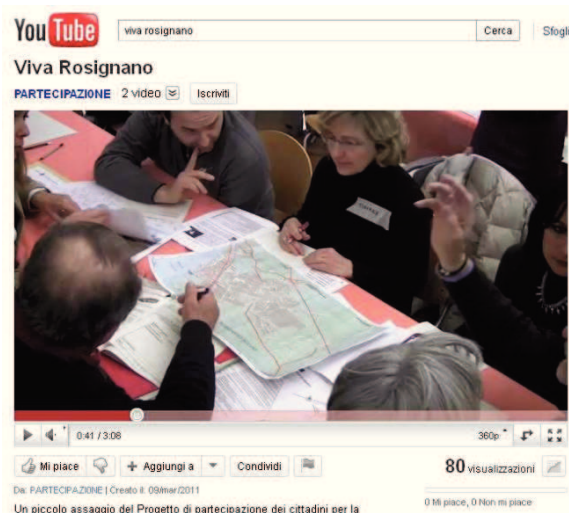 You Tube viva rosignano Cerca Sfogli
Viva Rosignano
PARTECIPAZIONE 2 video Iscriviti
0:41 / 3:08 360p
Mi piace Aggiungi a Condividi 80 visualizzazioni
Da: PARTECIPAZIONE | Creato il: 09/mar/2011
0 Mi piace, 0 Non mi piace
Un piccolo assaggio del Progetto di partecipazione dei cittadini per la